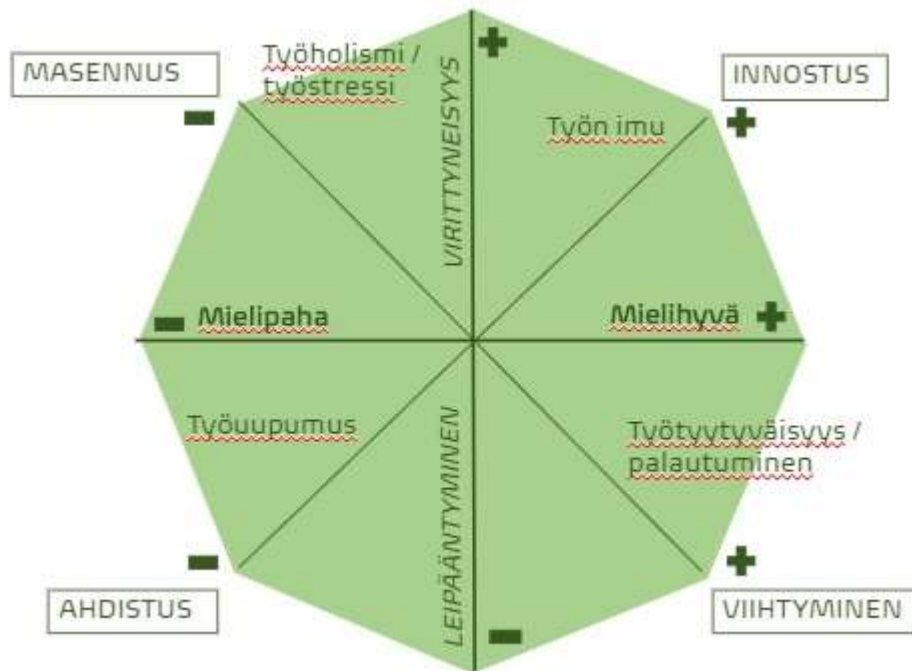 MASENNUS
Työholismi /
työstressi
+
INNOSTUS
-
VIRITTYNEISYYS
Työn imu
+
- Mielipaha
Mielihyvä +
Työuupumus
LEIPÄÄNTYMINEN
Työtyytyväisyys /
palautuminen
-
+
AHDISTUS
-
VIIHTYMINEN